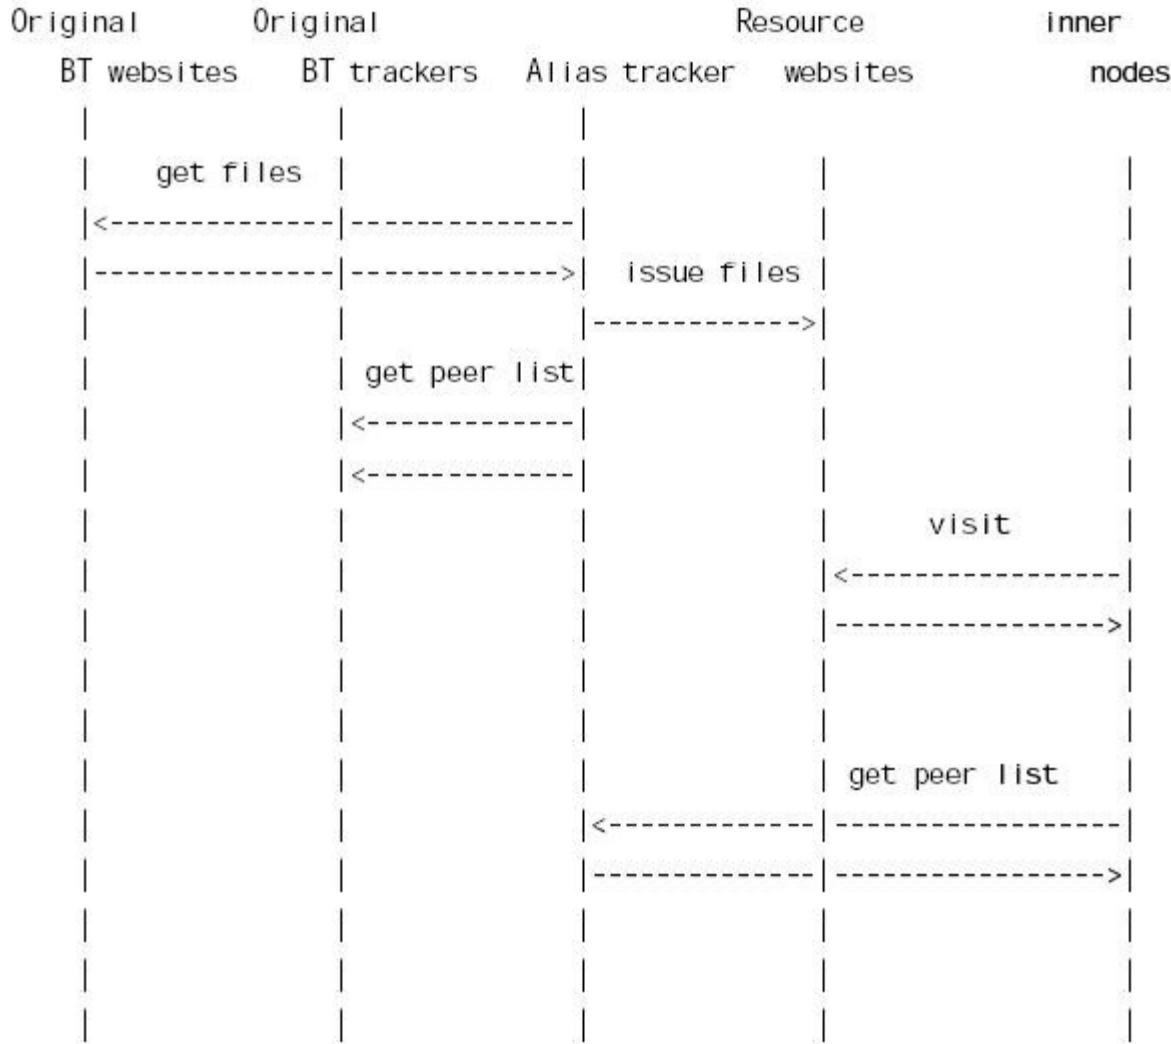 Original Original Resource inner
BT websites BT trackers Alias tracker websites nodes
get files
issue files
get peer list
visit
get peer list